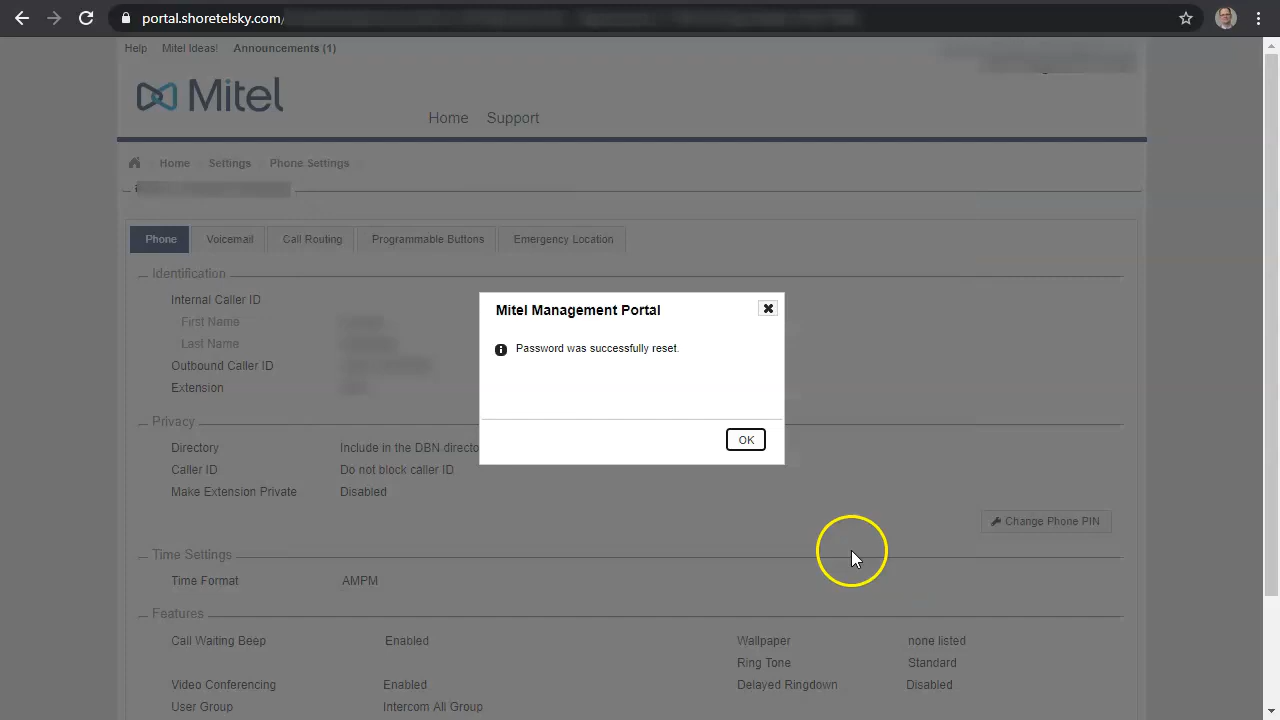 portal.shoretelsky.com/
Help Mitel Ideas! Announcements (1)
Mitel
Home Support
Home Settings Phone Settings
Phone Voicemail Call Routing Programmable Buttons Emergency Location
Identification
Internal Caller ID
First Name
Last Name
Outbound Caller ID
Extension
Mitel Management Portal
Password was successfully reset.
OK
Privacy
Directory Include in the DBN
Caller ID Do not block caller ID
Make Extension Private Disabled
Change Phone PIN
Time Settings
Time Format AMPM
Features
Call Waiting Beep Enabled Wallpaper none listed
Ring Tone Standard
Video Conferencing Enabled Delayed Ringdown Disabled
User Group Intercom All Group